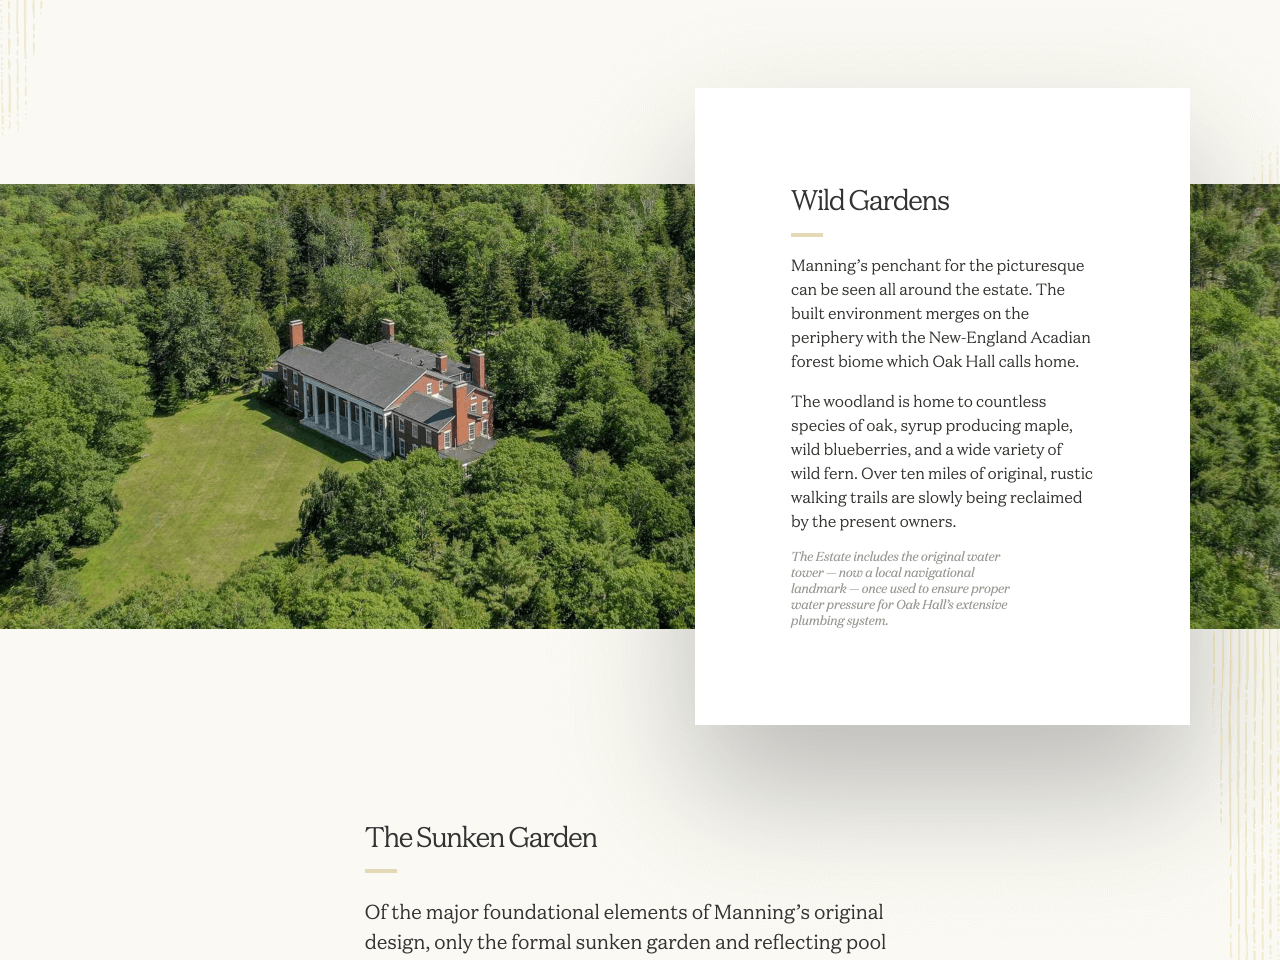 Wild Gardens
Manning’s penchant for the picturesque
can be seen all around the estate. The
built environment merges on the
periphery with the New-England Acadian
forest biome which Oak Hall calls home.
The woodland is home to countless
species of oak, syrup producing maple,
wild blueberries, and a wide variety of
wild fern. Over ten miles of original, rustic
walking trails are slowly being reclaimed
by the present owners.
The Estate includes the original water
tower — now a local navigational
landmark — once used to ensure proper
water pressure for Oak Hall’s extensive
plumbing system.
The Sunken Garden
Of the major foundational elements of Manning’s original
design, only the formal sunken garden and reflecting pool